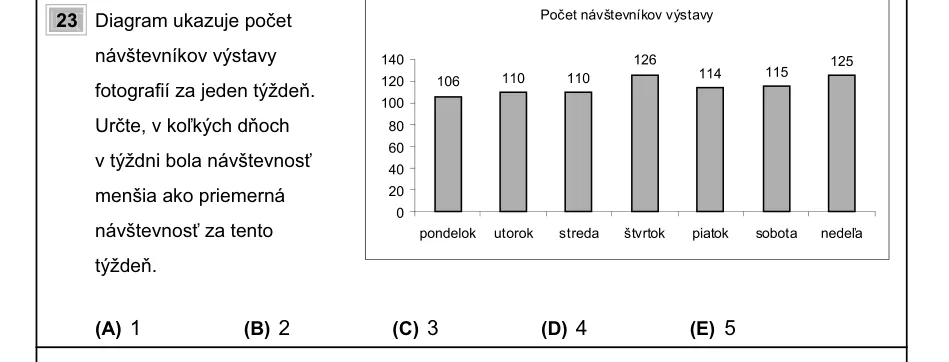 23 Diagram ukazuje počet
návštevníkov výstavy
fotografií za jeden týždeň.
Určte, v koľkých dňoch
v týždni bola návštevnosť
menšia ako priemerná
návštevnosť za tento
týždeň.
Počet návštevníkov výstavy
140
120
100
80
60
40
20
0
106 110 110 126 114 115 125
pondelok utorok streda štvrtok piatok sobota nedeľa
(A) 1 (B) 2 (C) 3 (D) 4 (E) 5